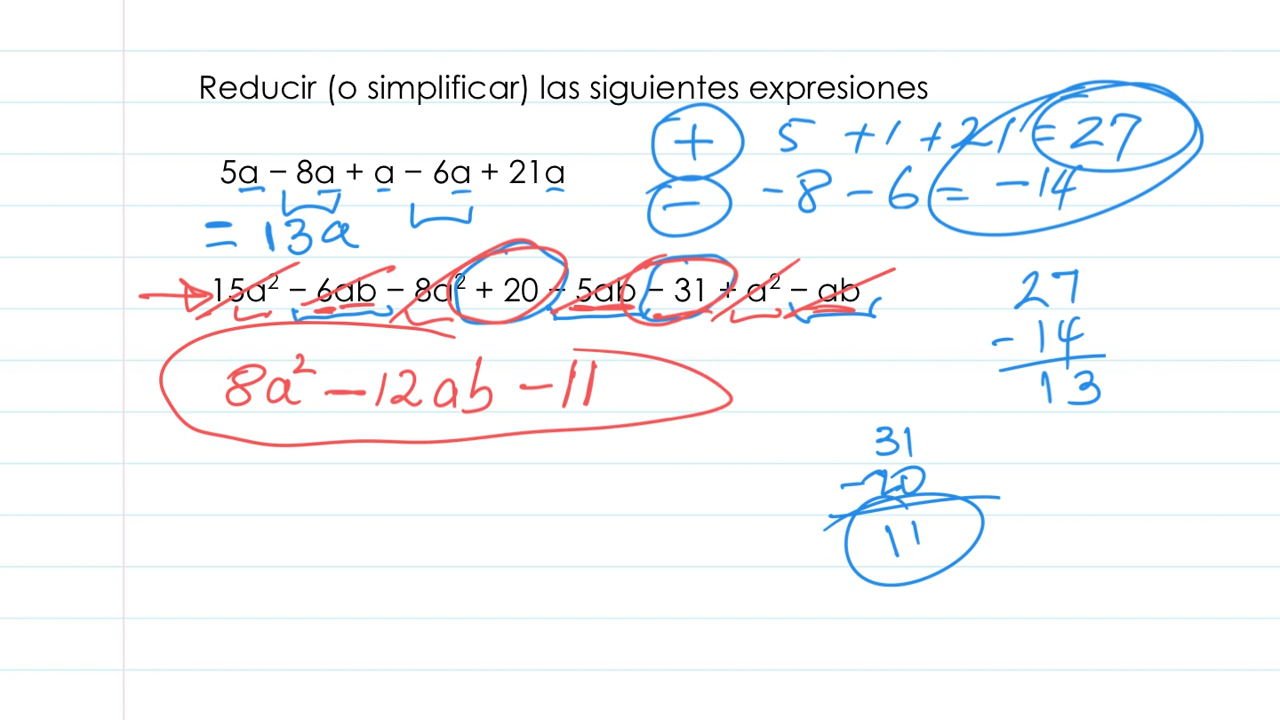 Reducir (o simplificar) las siguientes expresiones
+ 5 + 1 + 21 = 27
5a − 8a + a − 6a + 21a
− -8 - 6 = -14
= 13a
15a² − 6ab − 8a² + 20 − 5ab − 31 + a² − ab
27
- 14
13
8a² - 12ab - 11
31
-20
11